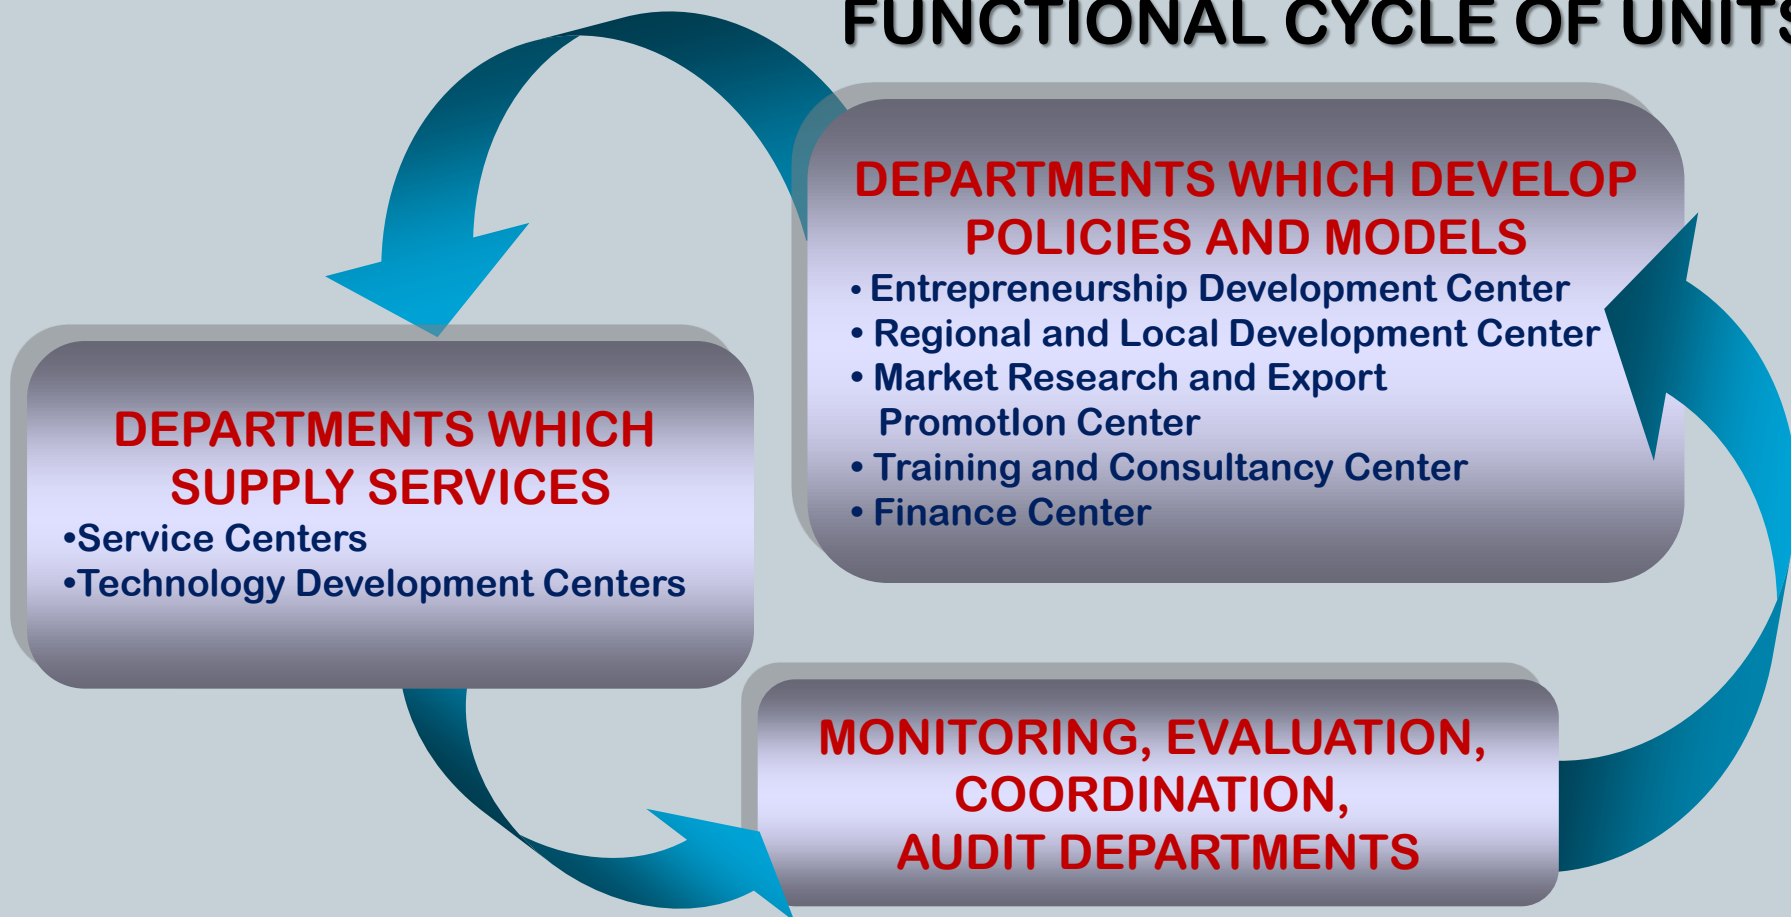 FUNCTIONAL CYCLE OF UNITS
DEPARTMENTS WHICH DEVELOP
POLICIES AND MODELS
• Entrepreneurship Development Center
• Regional and Local Development Center
• Market Research and Export
PromotIon Center
• Training and Consultancy Center
• Finance Center
DEPARTMENTS WHICH
SUPPLY SERVICES
•Service Centers
•Technology Development Centers
MONITORING, EVALUATION,
COORDINATION,
AUDIT DEPARTMENTS